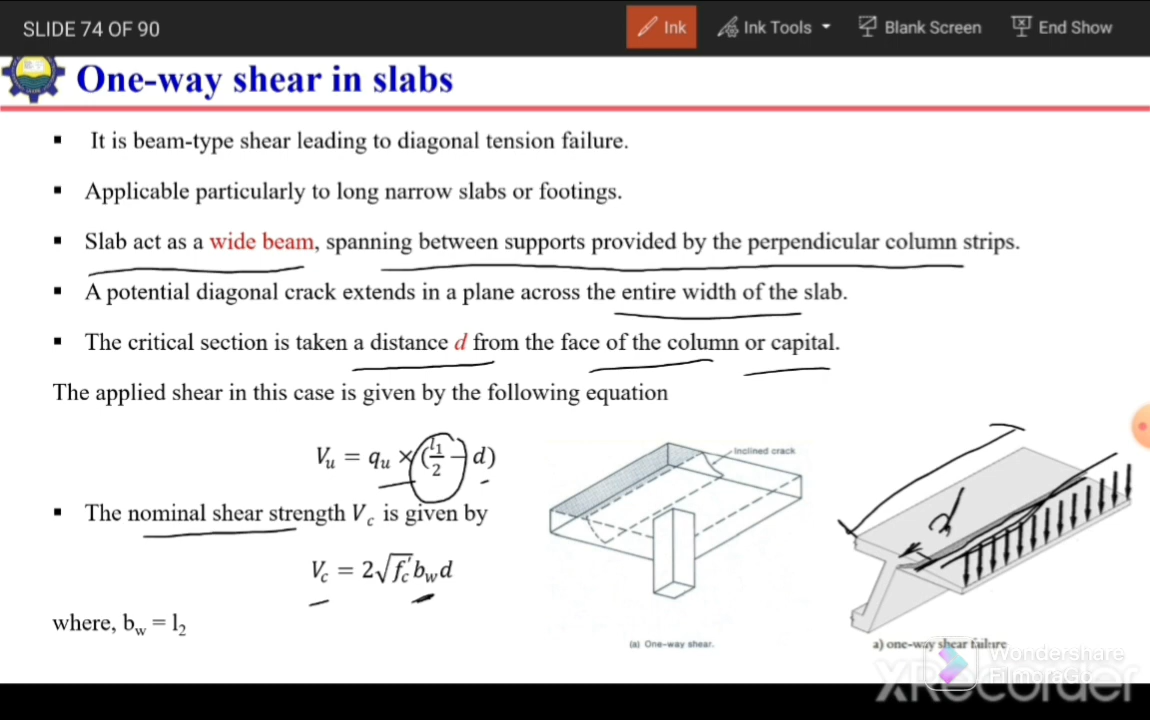 SLIDE 74 OF 90
Ink
Ink Tools
Blank Screen
End Show
One-way shear in slabs
▪ It is beam-type shear leading to diagonal tension failure.
▪ Applicable particularly to long narrow slabs or footings.
▪ Slab act as a wide beam, spanning between supports provided by the perpendicular column strips.
▪ A potential diagonal crack extends in a plane across the entire width of the slab.
▪ The critical section is taken a distance d from the face of the column or capital.
The applied shear in this case is given by the following equation
Vᵤ = qᵤ × (l₁/2 − d)
Inclined crack
d
▪ The nominal shear strength V꜀ is given by
V꜀ = 2√f꜀′ b_w d
where, b_w = l₂
(a) One-way shear.
a) one-way shear failure
Wondershare
FilmoraGo
XRecorder